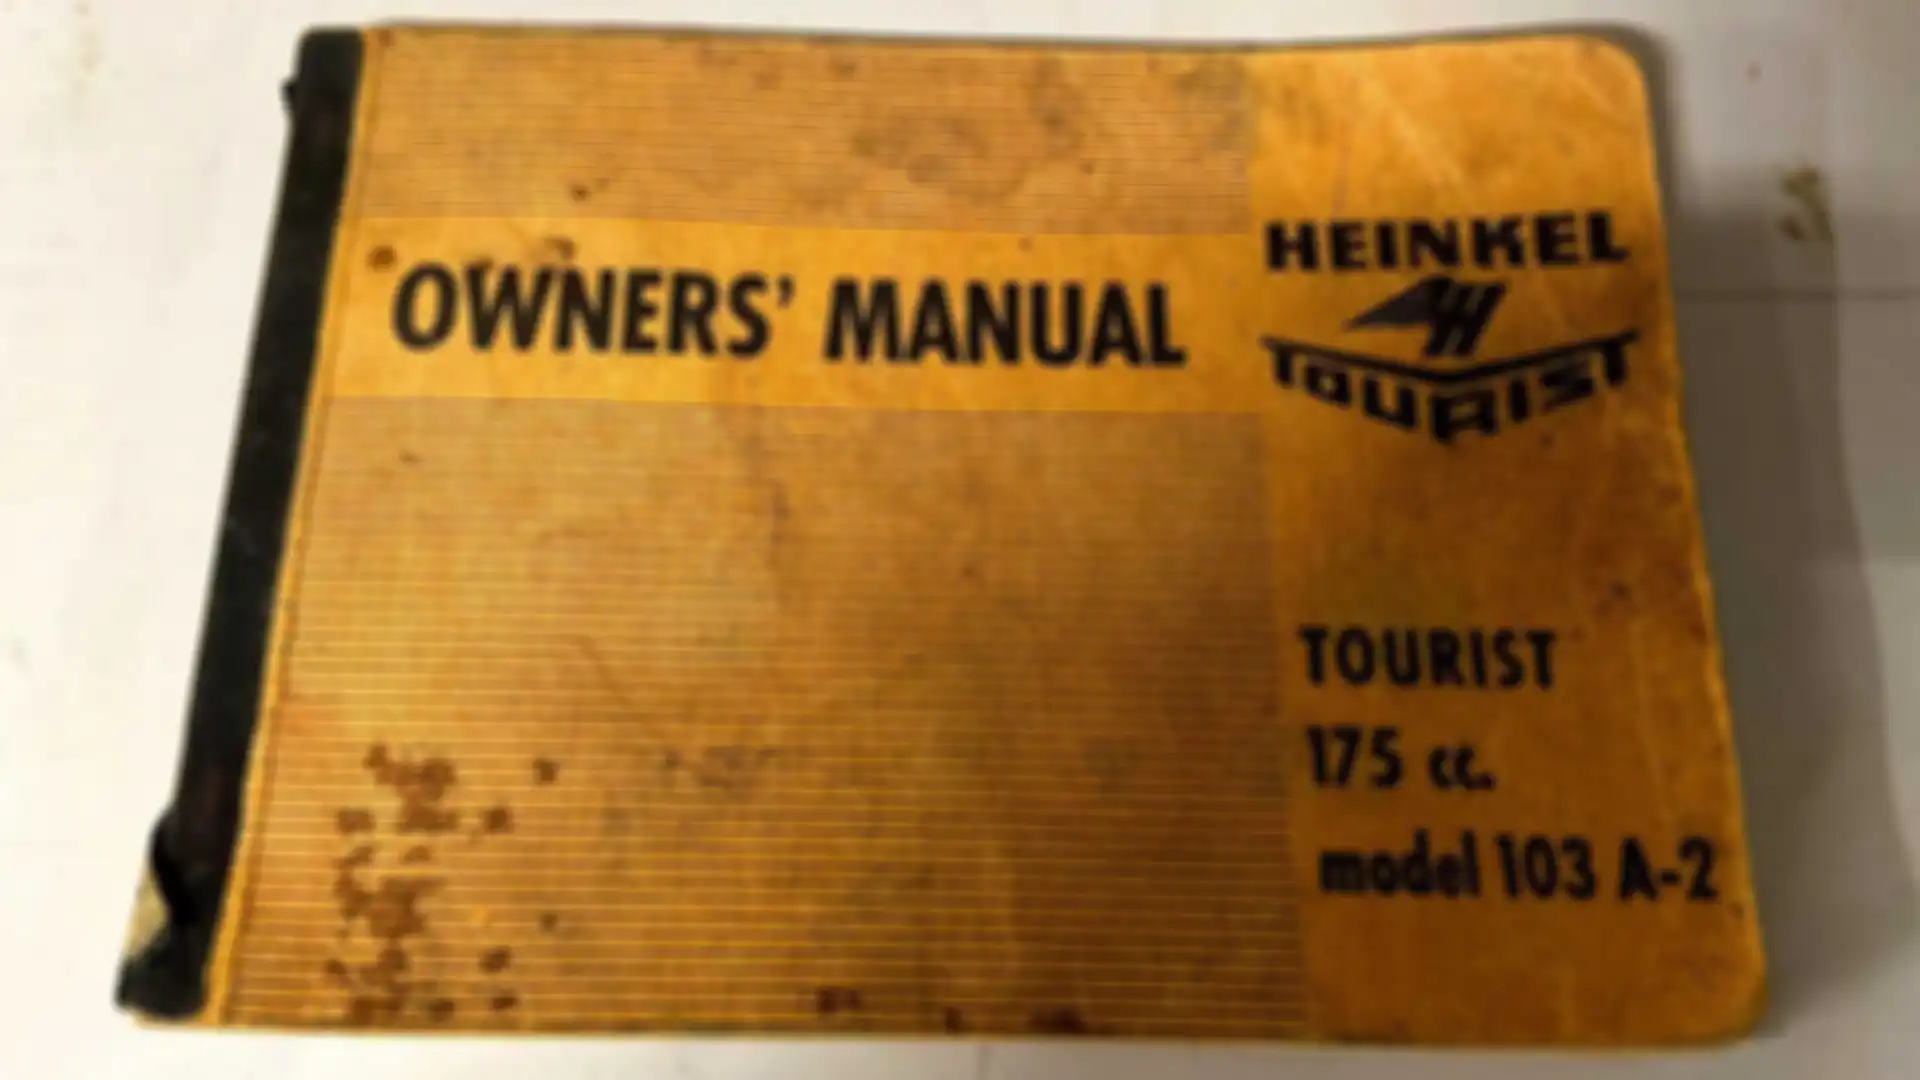 OWNERS' MANUAL
HEINKEL
H
TOURIST
TOURIST
175 cc.
model 103 A-2